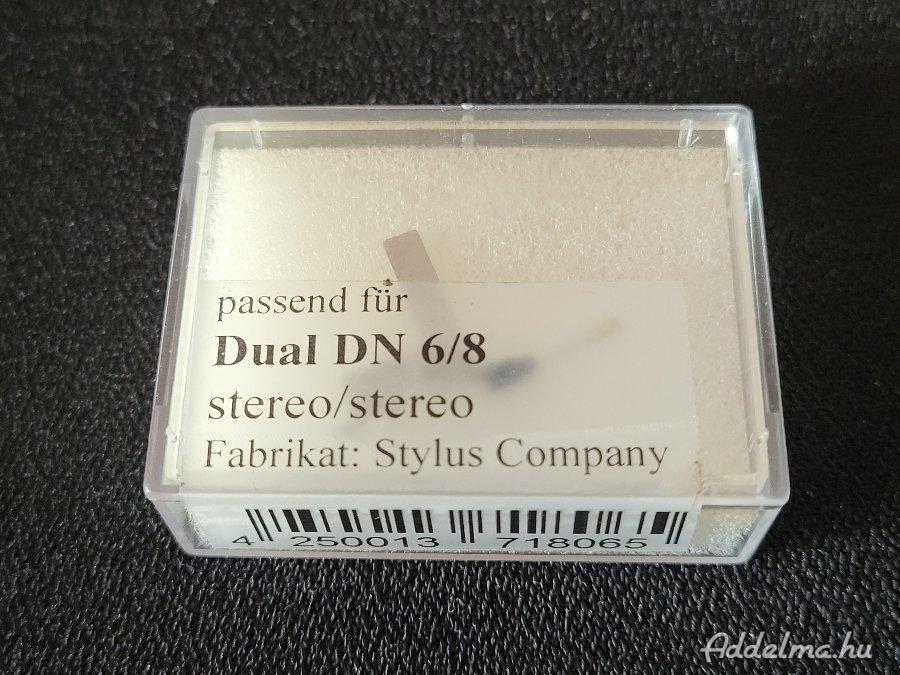 passend für
Dual DN 6/8
stereo/stereo
Fabrikat: Stylus Company
4 250013 718065
Addelma.hu